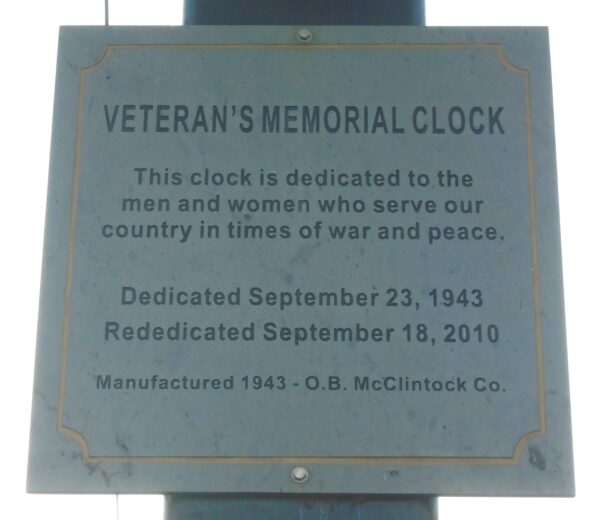 VETERAN'S MEMORIAL CLOCK
This clock is dedicated to the
men and women who serve our
country in times of war and peace.
Dedicated September 23, 1943
Rededicated September 18, 2010
Manufactured 1943 - O.B. McClintock Co.